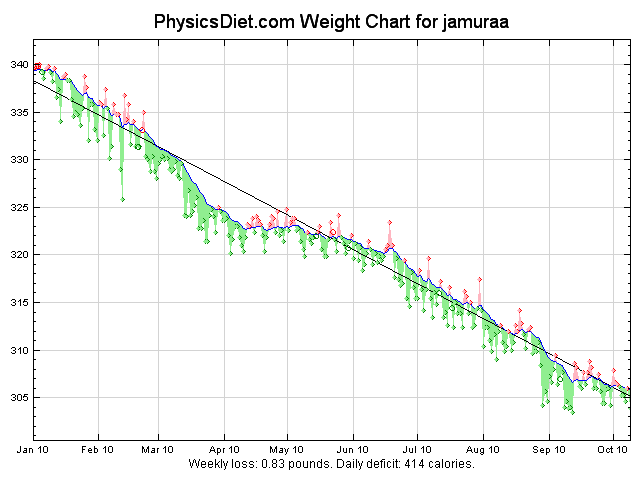 PhysicsDiet.com Weight Chart for jamuraa
340
335
330
325
320
315
310
305
Jan 10 Feb 10 Mar 10 Apr 10 May 10 Jun 10 Jul 10 Aug 10 Sep 10 Oct 10
Weekly loss: 0.83 pounds. Daily deficit: 414 calories.